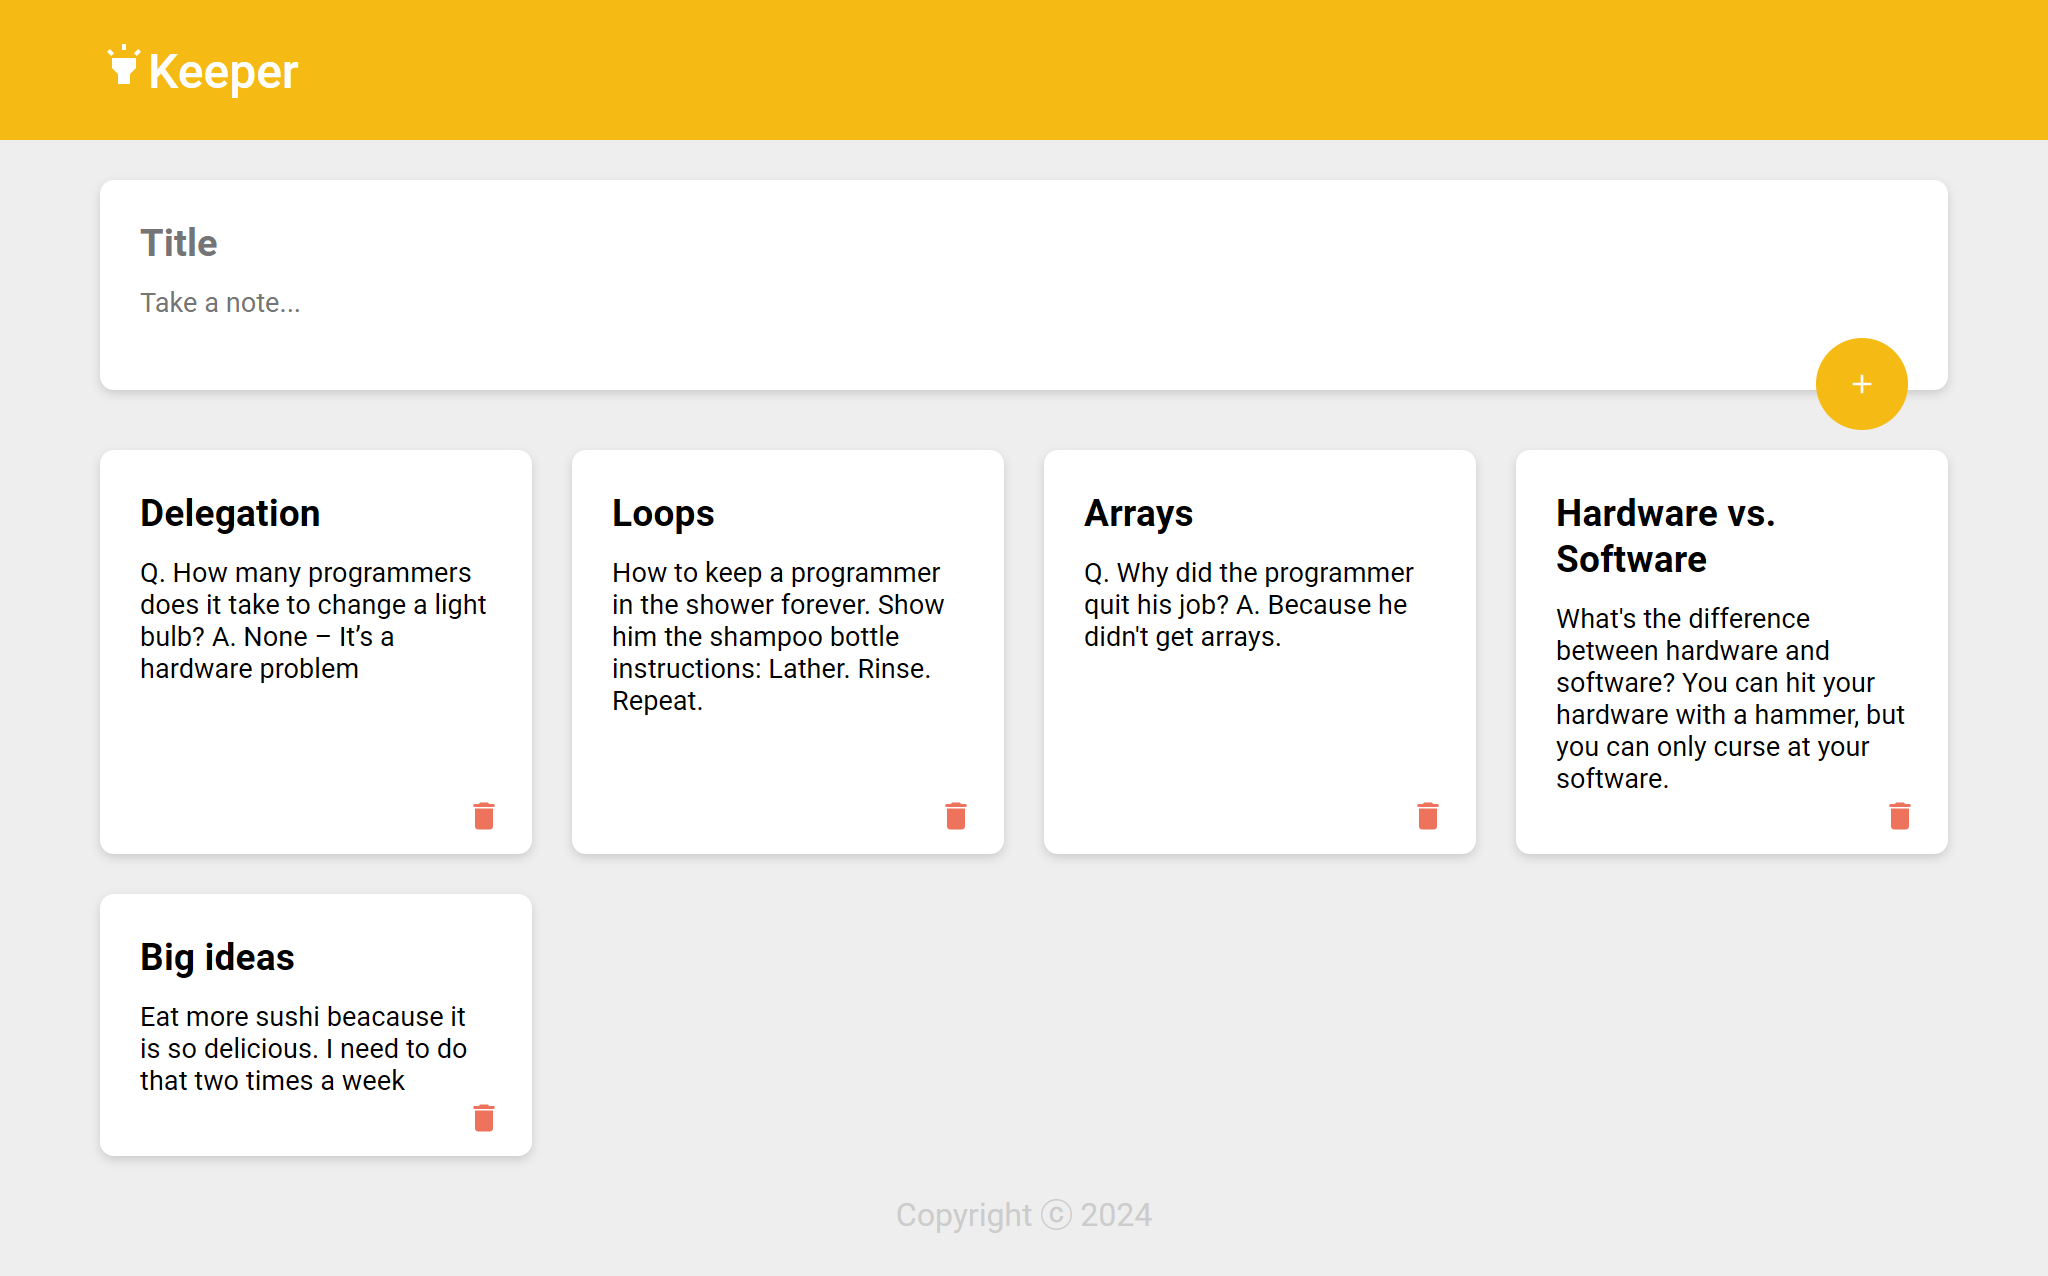 Keeper
Title
Take a note...
+
Delegation
Q. How many programmers
does it take to change a light
bulb? A. None – It’s a
hardware problem
Loops
How to keep a programmer
in the shower forever. Show
him the shampoo bottle
instructions: Lather. Rinse.
Repeat.
Arrays
Q. Why did the programmer
quit his job? A. Because he
didn't get arrays.
Hardware vs.
Software
What's the difference
between hardware and
software? You can hit your
hardware with a hammer, but
you can only curse at your
software.
Big ideas
Eat more sushi beacause it
is so delicious. I need to do
that two times a week
Copyright ⓒ 2024